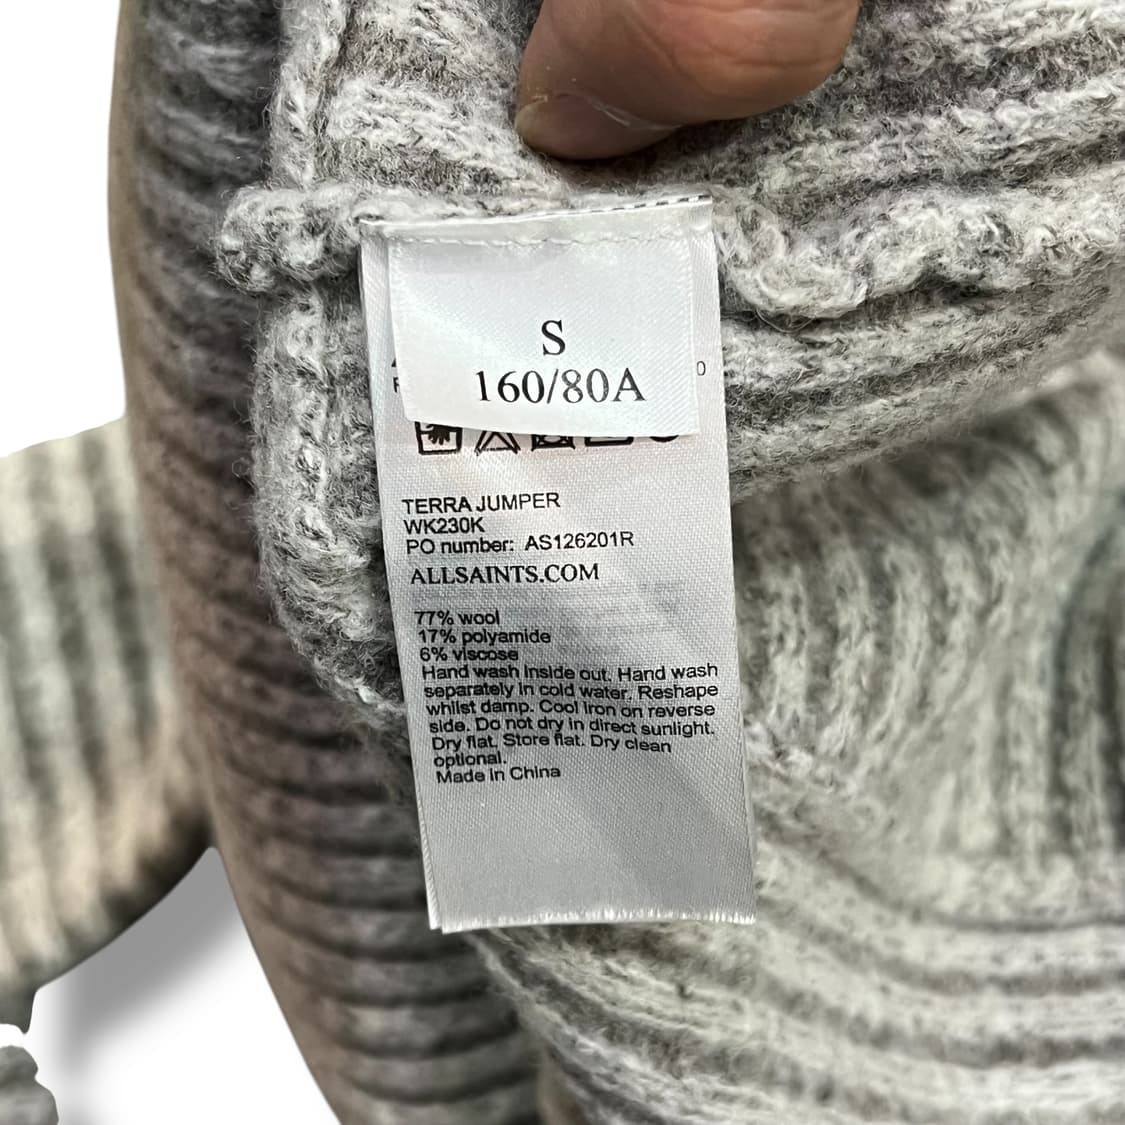 S
160/80A
TERRA JUMPER
WK230K
PO number: AS126201R
ALLSAINTS.COM
77% wool
17% polyamide
6% viscose
Hand wash inside out. Hand wash
separately in cold water. Reshape
whilst damp. Cool iron on reverse
side. Do not dry in direct sunlight.
Dry flat. Store flat. Dry clean
optional.
Made in China